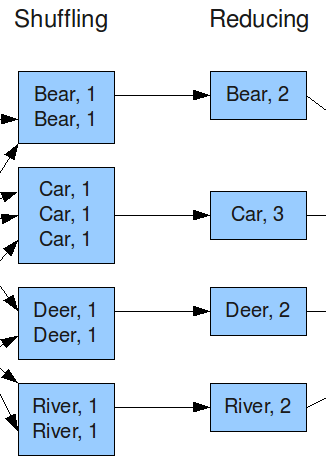 Shuffling
Reducing
Bear, 1
Bear, 1
Bear, 2
Car, 1
Car, 1
Car, 1
Car, 3
Deer, 1
Deer, 1
Deer, 2
River, 1
River, 1
River, 2